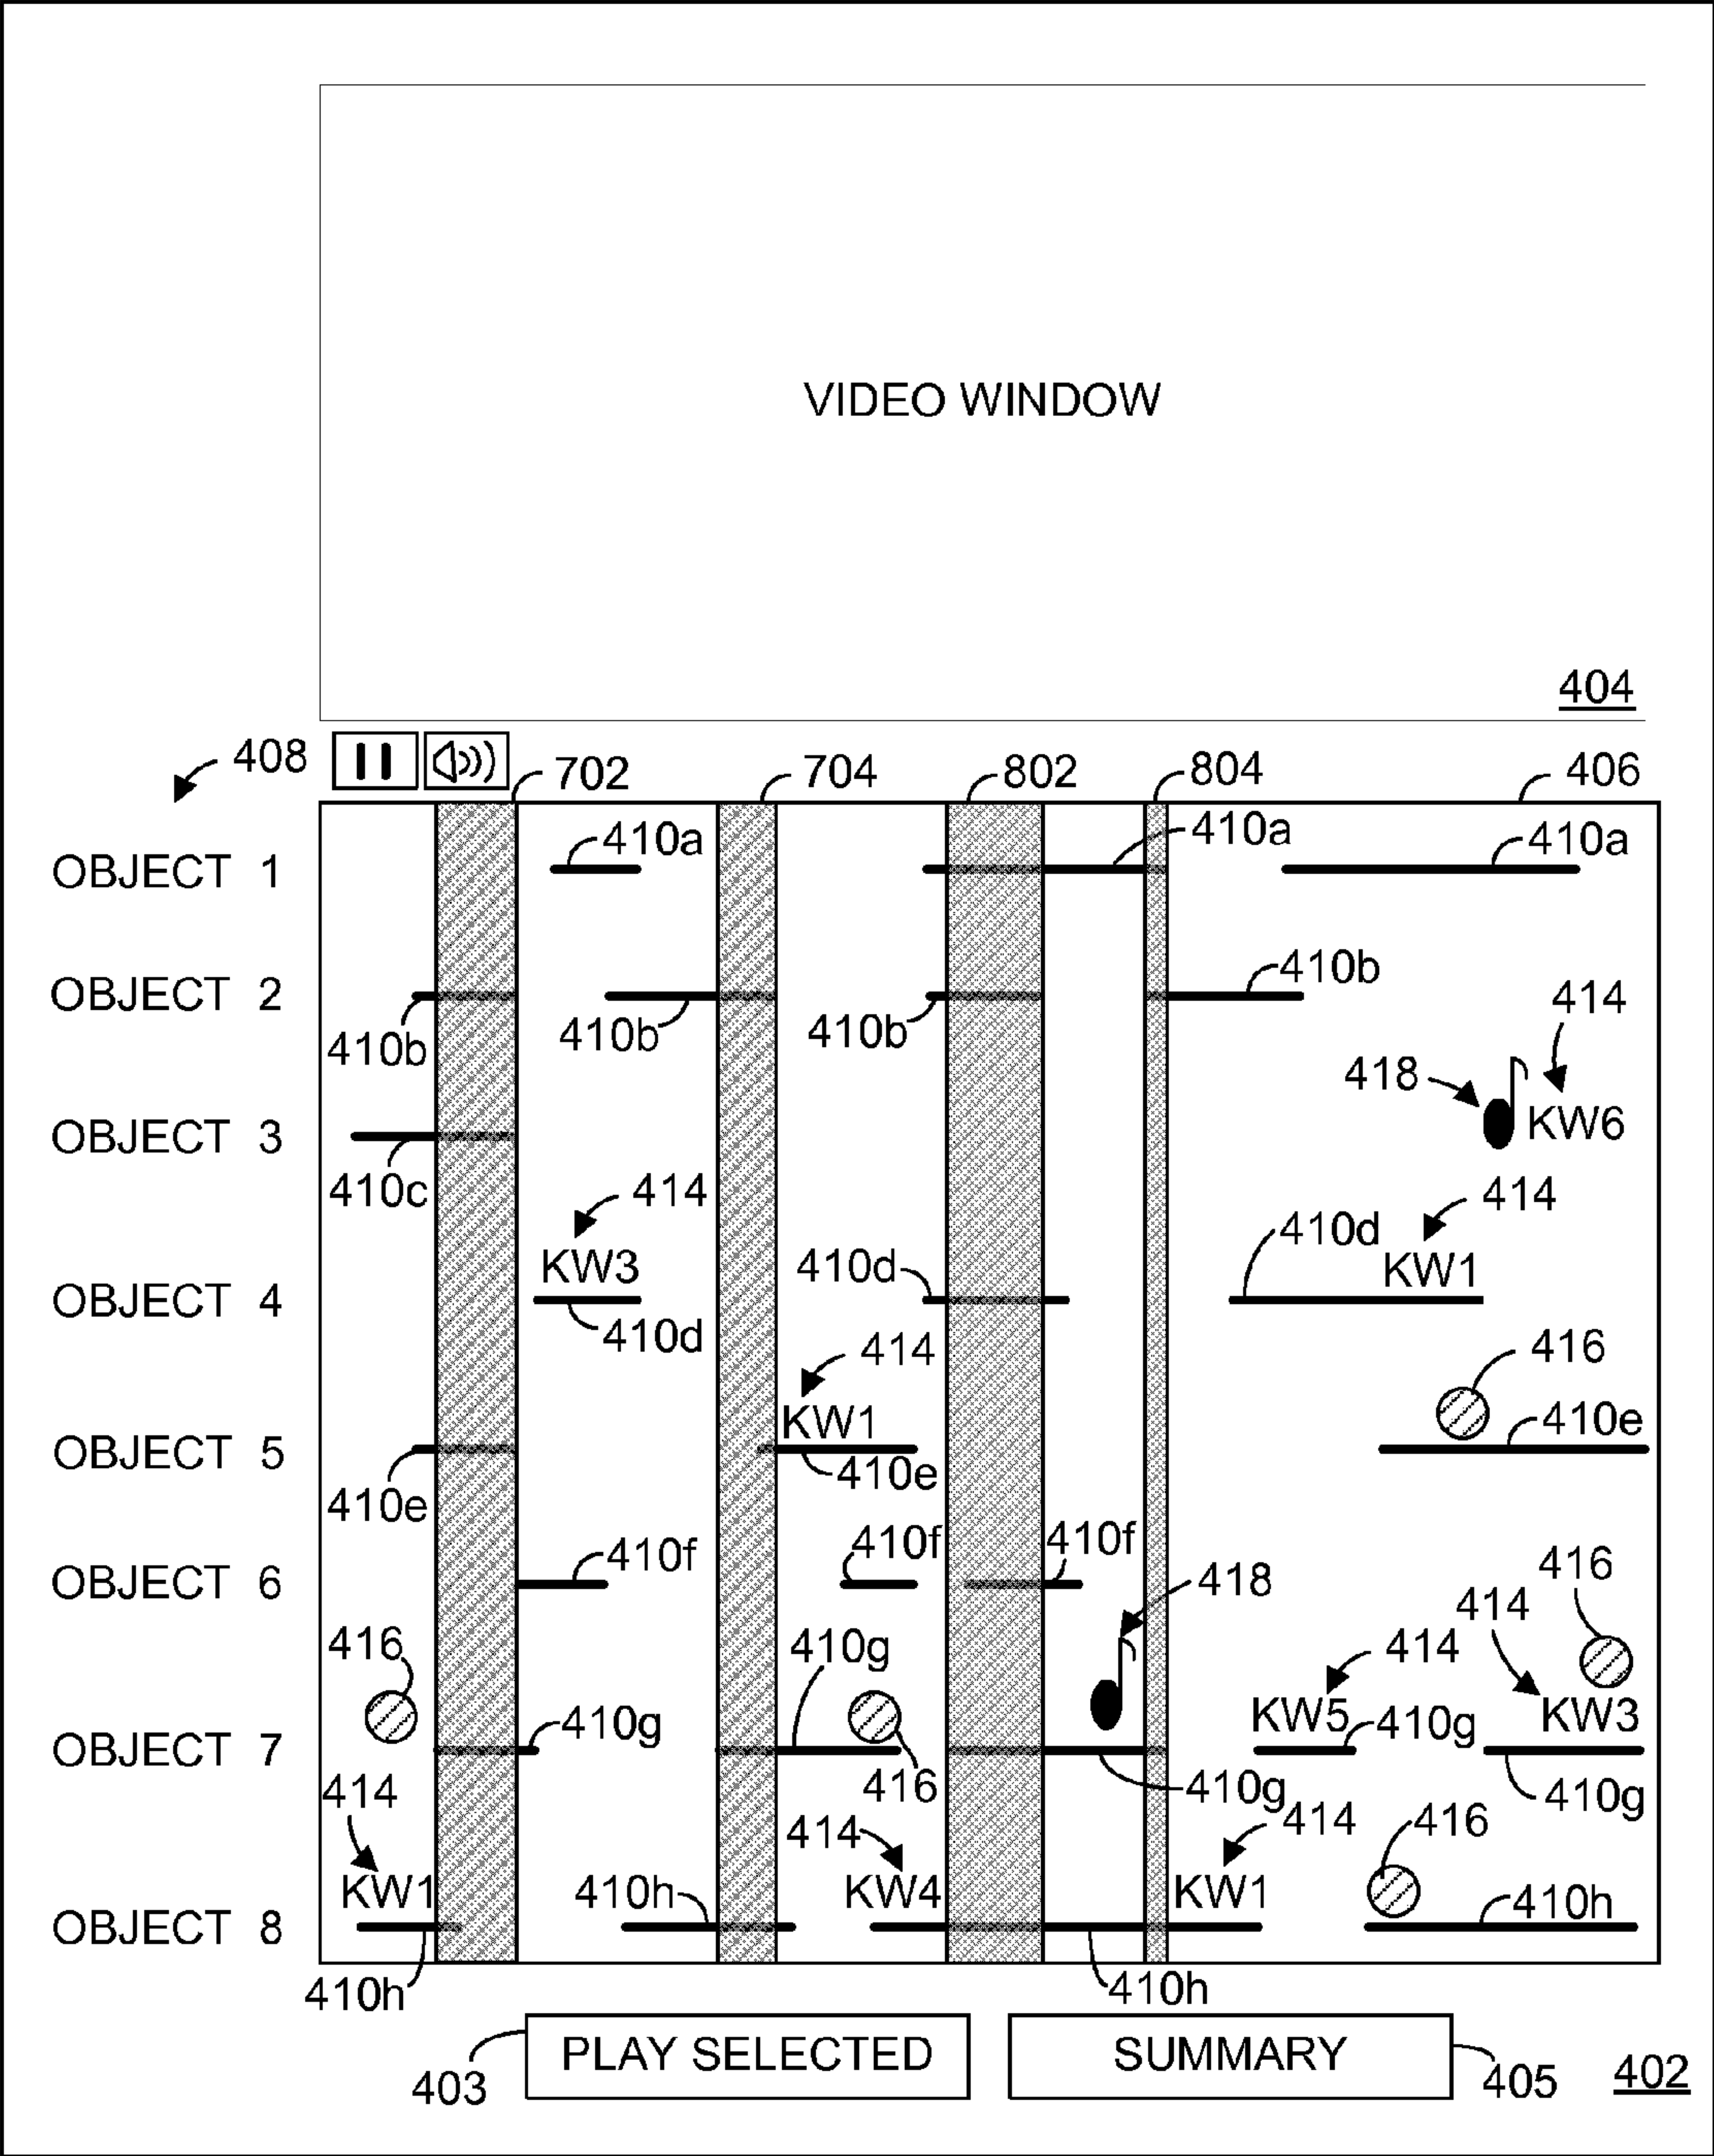 VIDEO WINDOW
404
408
702
704
802
804
406
OBJECT 1
410a
410a
410a
OBJECT 2
410b
410b
410b
410b
414
418
KW6
OBJECT 3
410c
414
414
KW3
410d
410d
KW1
OBJECT 4
410d
414
416
KW1
410e
OBJECT 5
410e
410e
410f
410f
410f
OBJECT 6
418
416
414
416
410g
414
KW5
KW3
410g
410g
OBJECT 7
416
410g
410g
414
414
414
416
KW1
410h
KW4
KW1
410h
OBJECT 8
410h
410h
PLAY SELECTED
SUMMARY
403
405
402